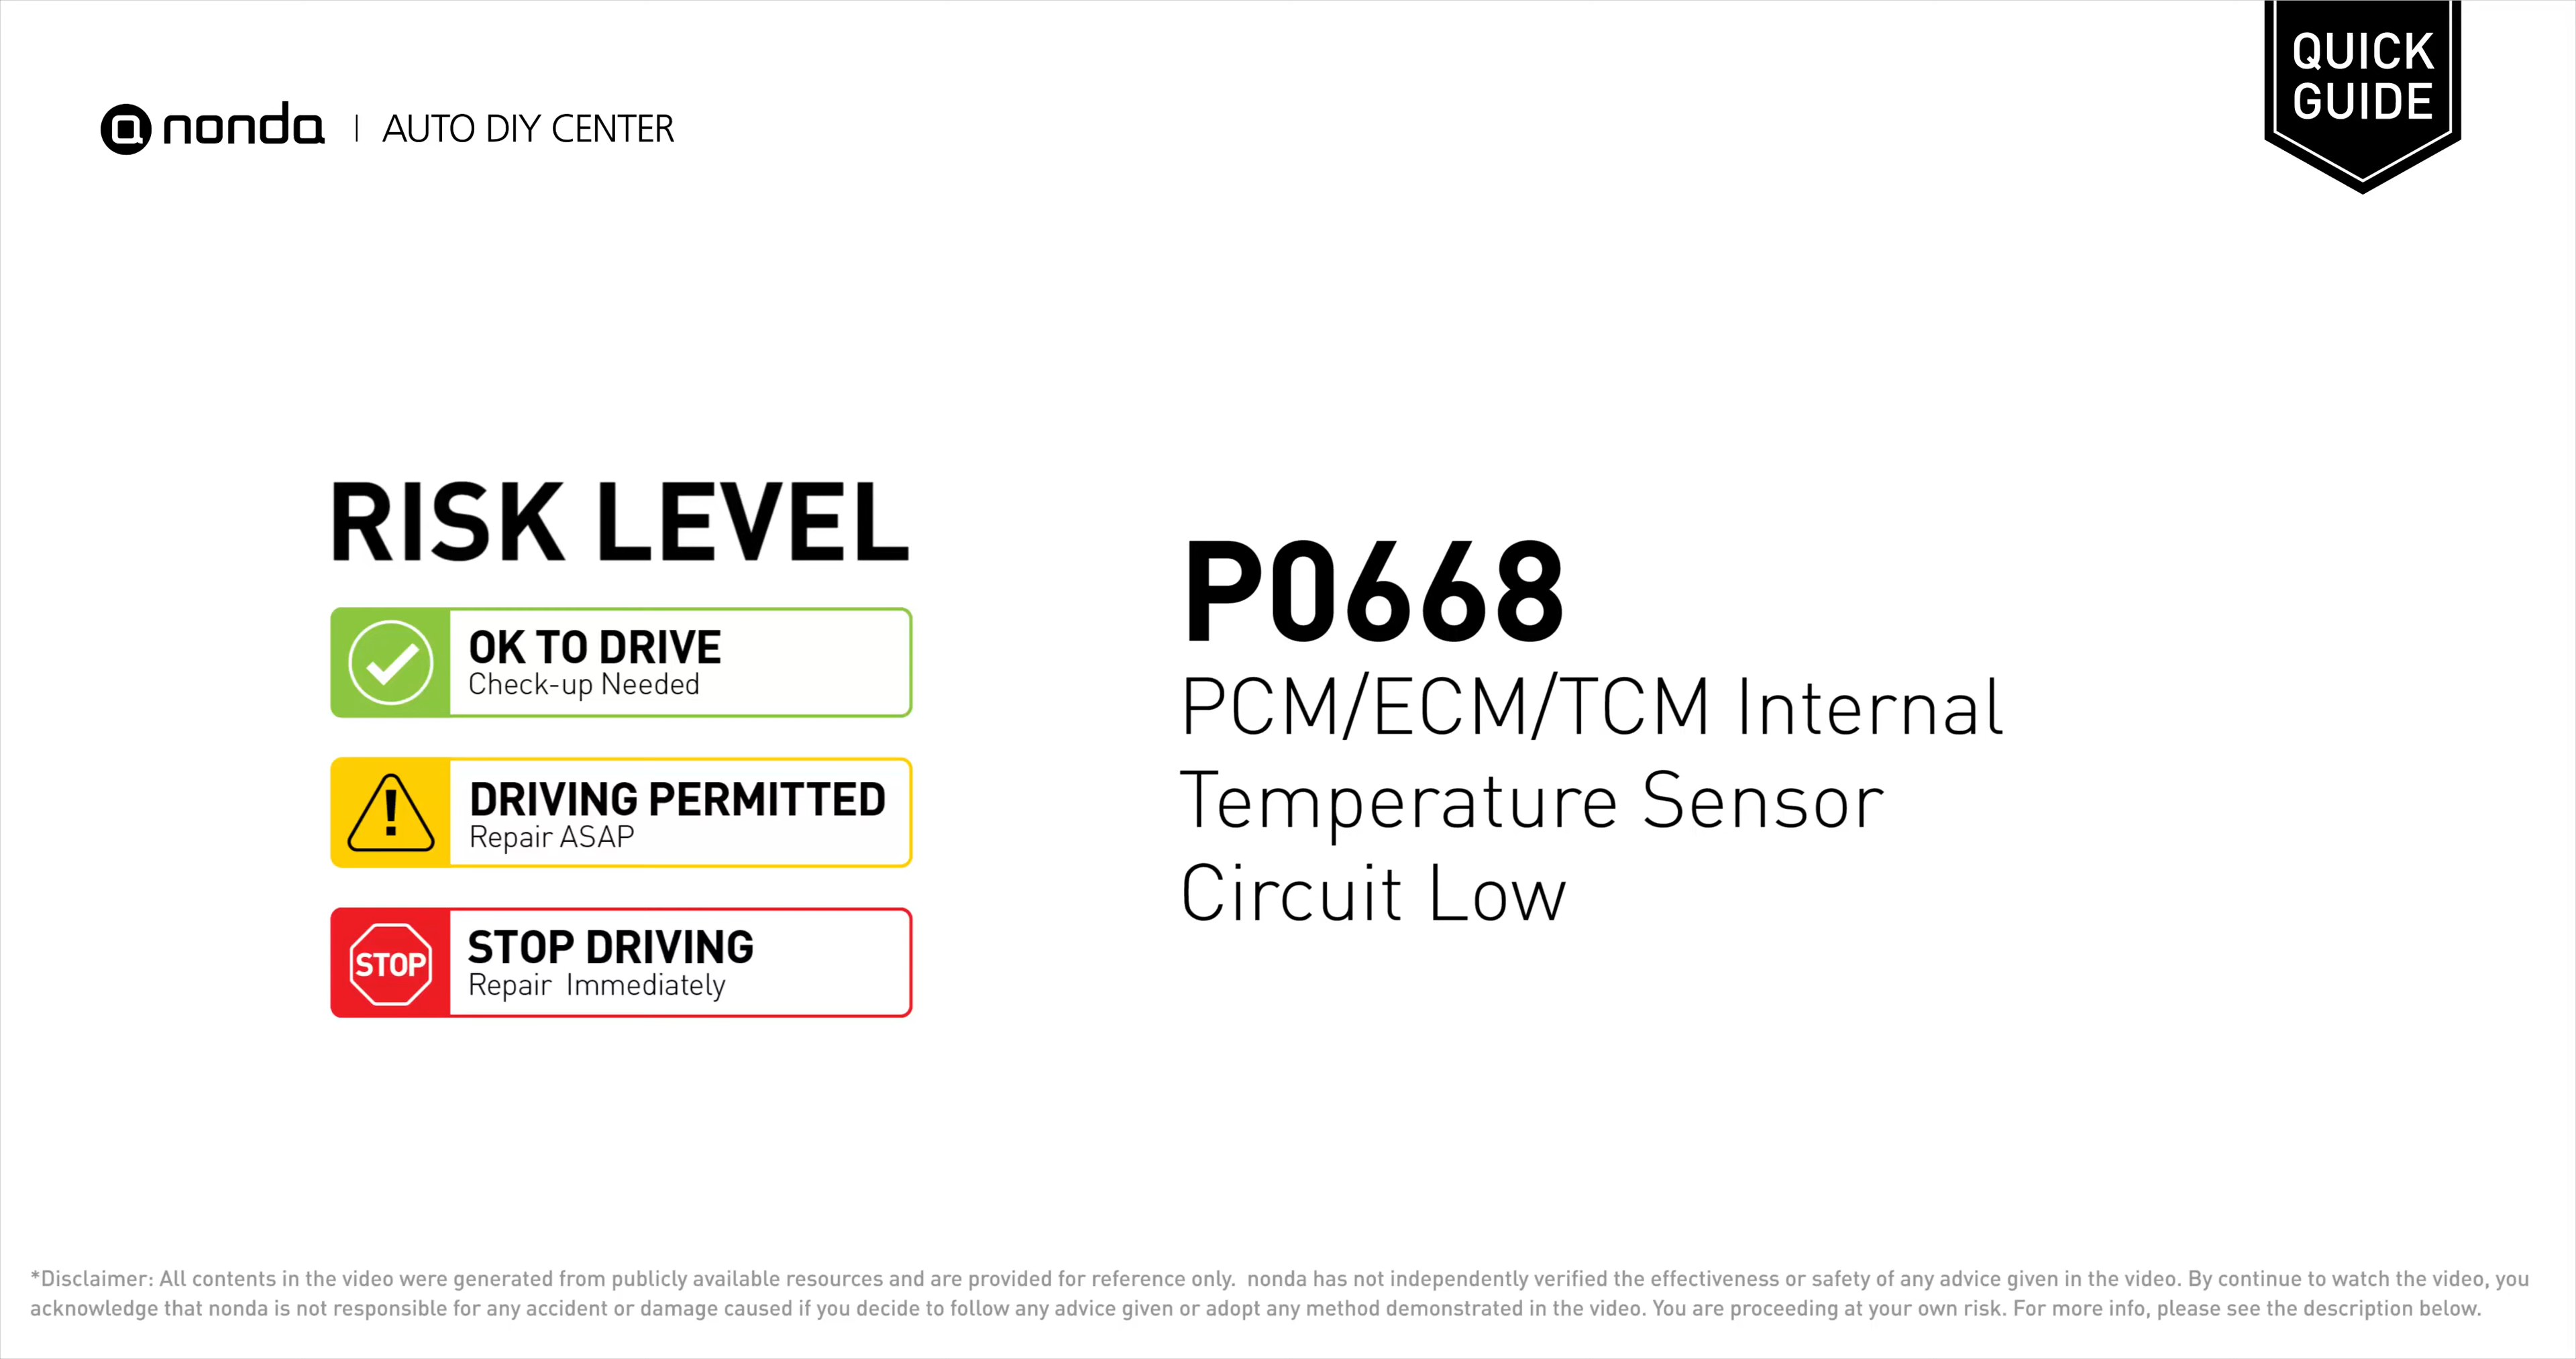 nonda | AUTO DIY CENTER
QUICK
GUIDE
RISK LEVEL
OK TO DRIVE
Check-up Needed
DRIVING PERMITTED
Repair ASAP
STOP
STOP DRIVING
Repair Immediately
P0668
PCM/ECM/TCM Internal
Temperature Sensor
Circuit Low
*Disclaimer: All contents in the video were generated from publicly available resources and are provided for reference only. nonda has not independently verified the effectiveness or safety of any advice given in the video. By continue to watch the video, you
acknowledge that nonda is not responsible for any accident or damage caused if you decide to follow any advice given or adopt any method demonstrated in the video. You are proceeding at your own risk. For more info, please see the description below.